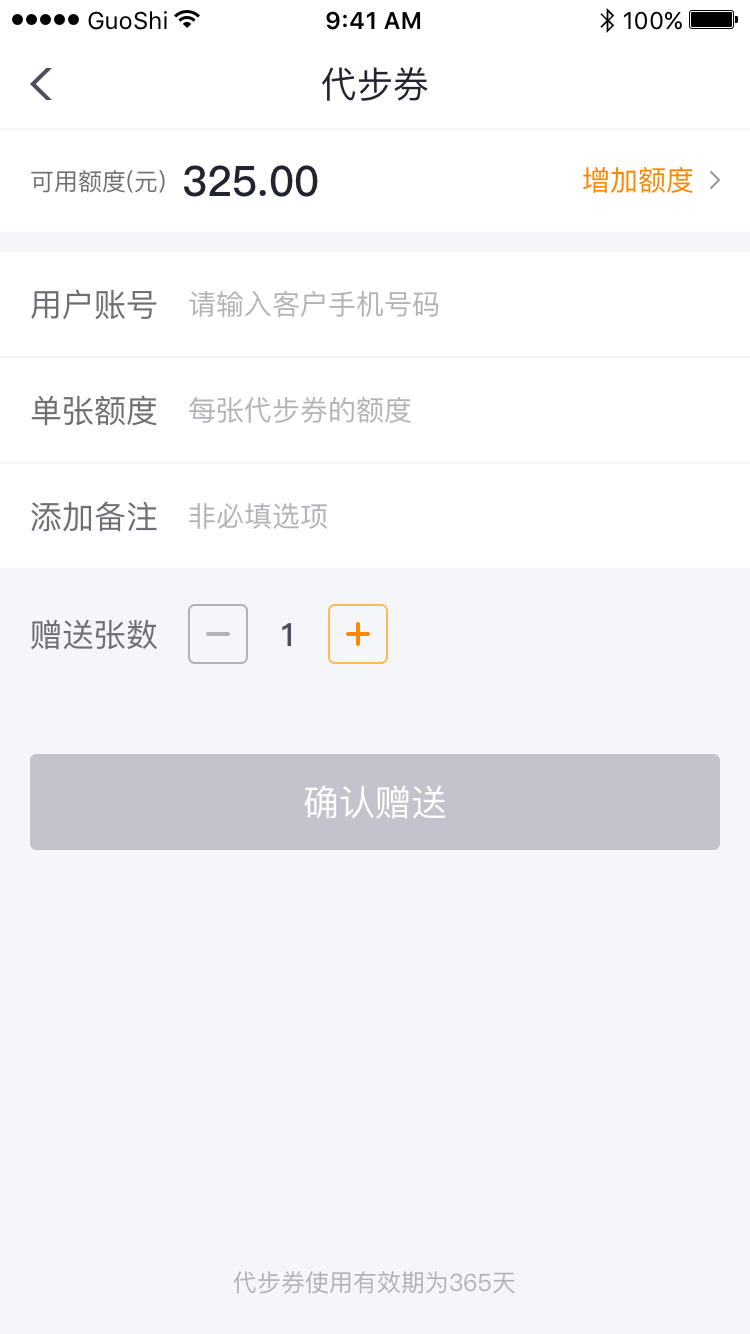 GuoShi 9:41 AM 100%
代步券
可用额度(元) 325.00 增加额度
用户账号 请输入客户手机号码
单张额度 每张代步券的额度
添加备注 非必填选项
赠送张数 1
确认赠送
代步券使用有效期为365天